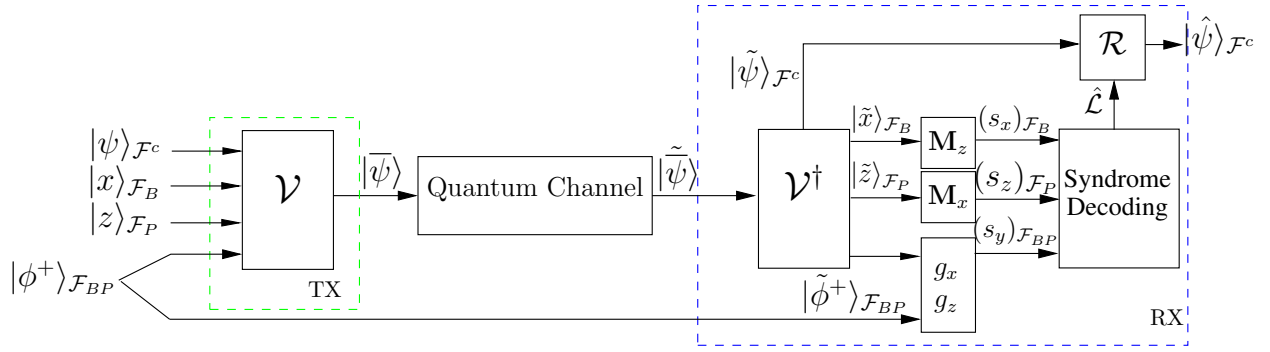 |ψ⟩_{𝓕^c}
|x⟩_{𝓕_B}
|z⟩_{𝓕_P}
|ϕ^+⟩_{𝓕_{BP}}
𝒱
TX
|ψ̅⟩
Quantum Channel
|ψ̅̃⟩
|ψ̃⟩_{𝓕^c}
𝒱†
|x̃⟩_{𝓕_B}
|z̃⟩_{𝓕_P}
|ϕ̃^+⟩_{𝓕_{BP}}
M_z
M_x
g_x
g_z
(s_x)_{𝓕_B}
(s_z)_{𝓕_P}
(s_y)_{𝓕_{BP}}
Syndrome
Decoding
ℒ̂
ℛ
|ψ̂⟩_{𝓕^c}
RX